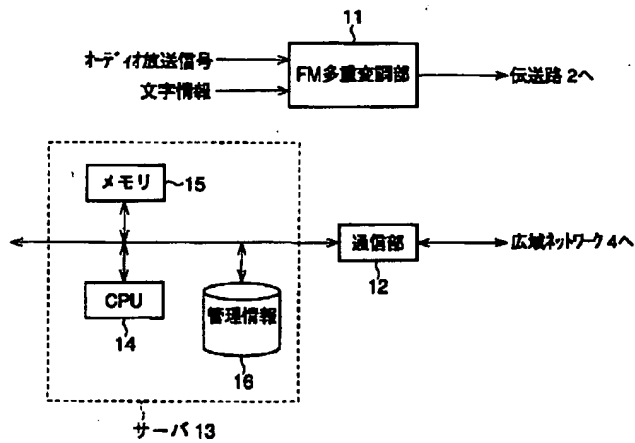 11
オーディオ放送信号
文字情報
FM多重変調部
伝送路 2へ
メモリ
15
通信部
12
広域ネットワーク 4へ
CPU
14
管理情報
16
サーバ 13